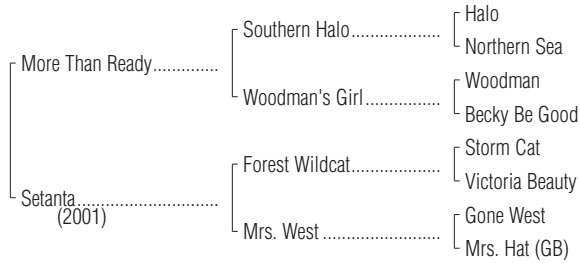 Halo
Southern Halo
Northern Sea
More Than Ready
Woodman
Woodman's Girl
Becky Be Good
Storm Cat
Forest Wildcat
Victoria Beauty
Setanta
(2001)
Gone West
Mrs. West
Mrs. Hat (GB)